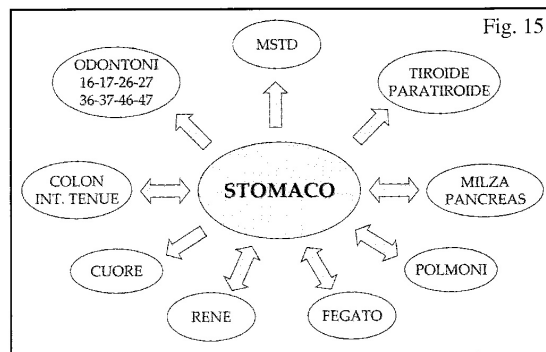 Fig. 15
MSTD
ODONTONI
16-17-26-27
36-37-46-47
TIROIDE
PARATIROIDE
COLON
INT. TENUE
STOMACO
MILZA
PANCREAS
CUORE
POLMONI
RENE
FEGATO